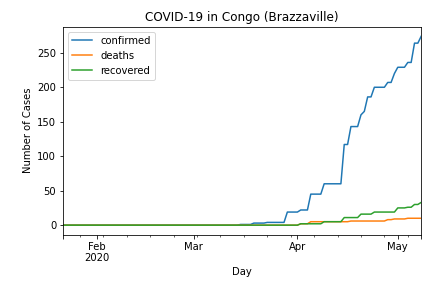 COVID-19 in Congo (Brazzaville)
confirmed
deaths
recovered
Number of Cases
250
200
150
100
50
0
Feb
2020
Mar
Apr
May
Day